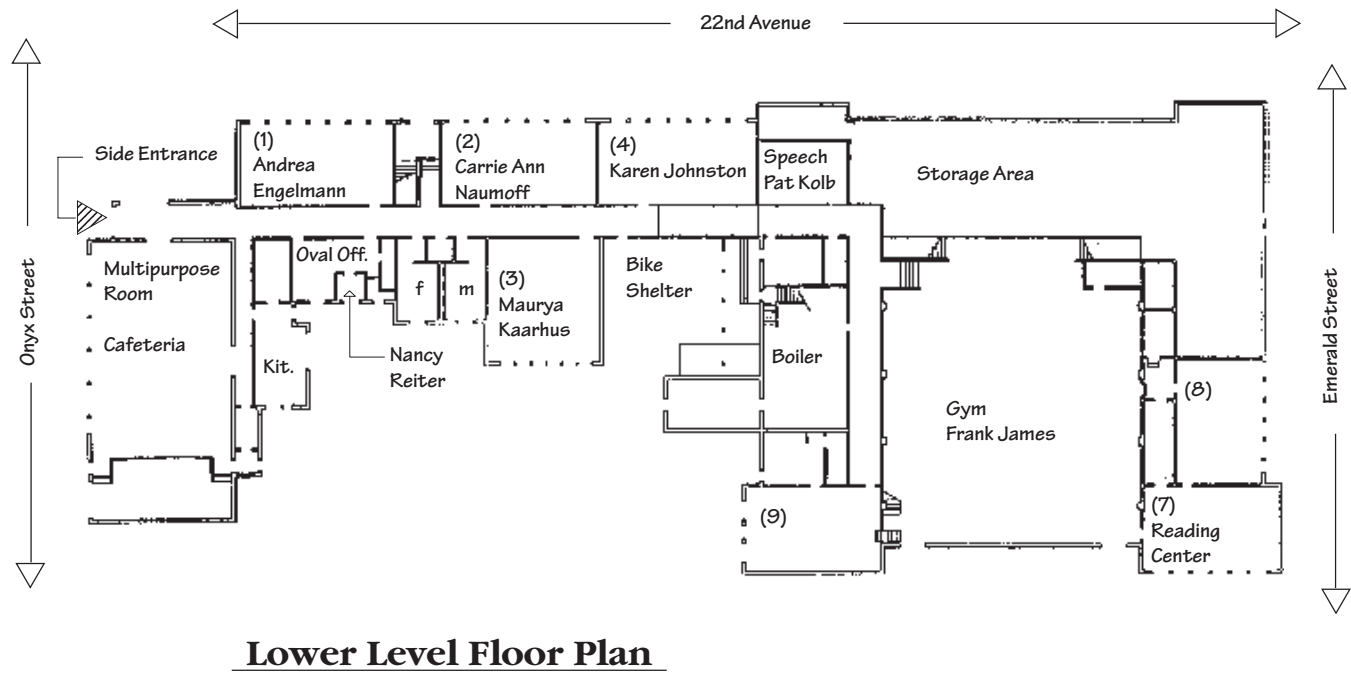 22nd Avenue
Onyx Street
Emerald Street
Side Entrance
(1)
Andrea
Engelmann
(2)
Carrie Ann
Naumoff
(4)
Karen Johnston
Speech
Pat Kolb
Storage Area
Multipurpose
Room
Cafeteria
Oval Off.
Kit.
f
m
Nancy
Reiter
(3)
Maurya
Kaarhus
Bike
Shelter
Boiler
Gym
Frank James
(8)
(9)
(7)
Reading
Center
Lower Level Floor Plan